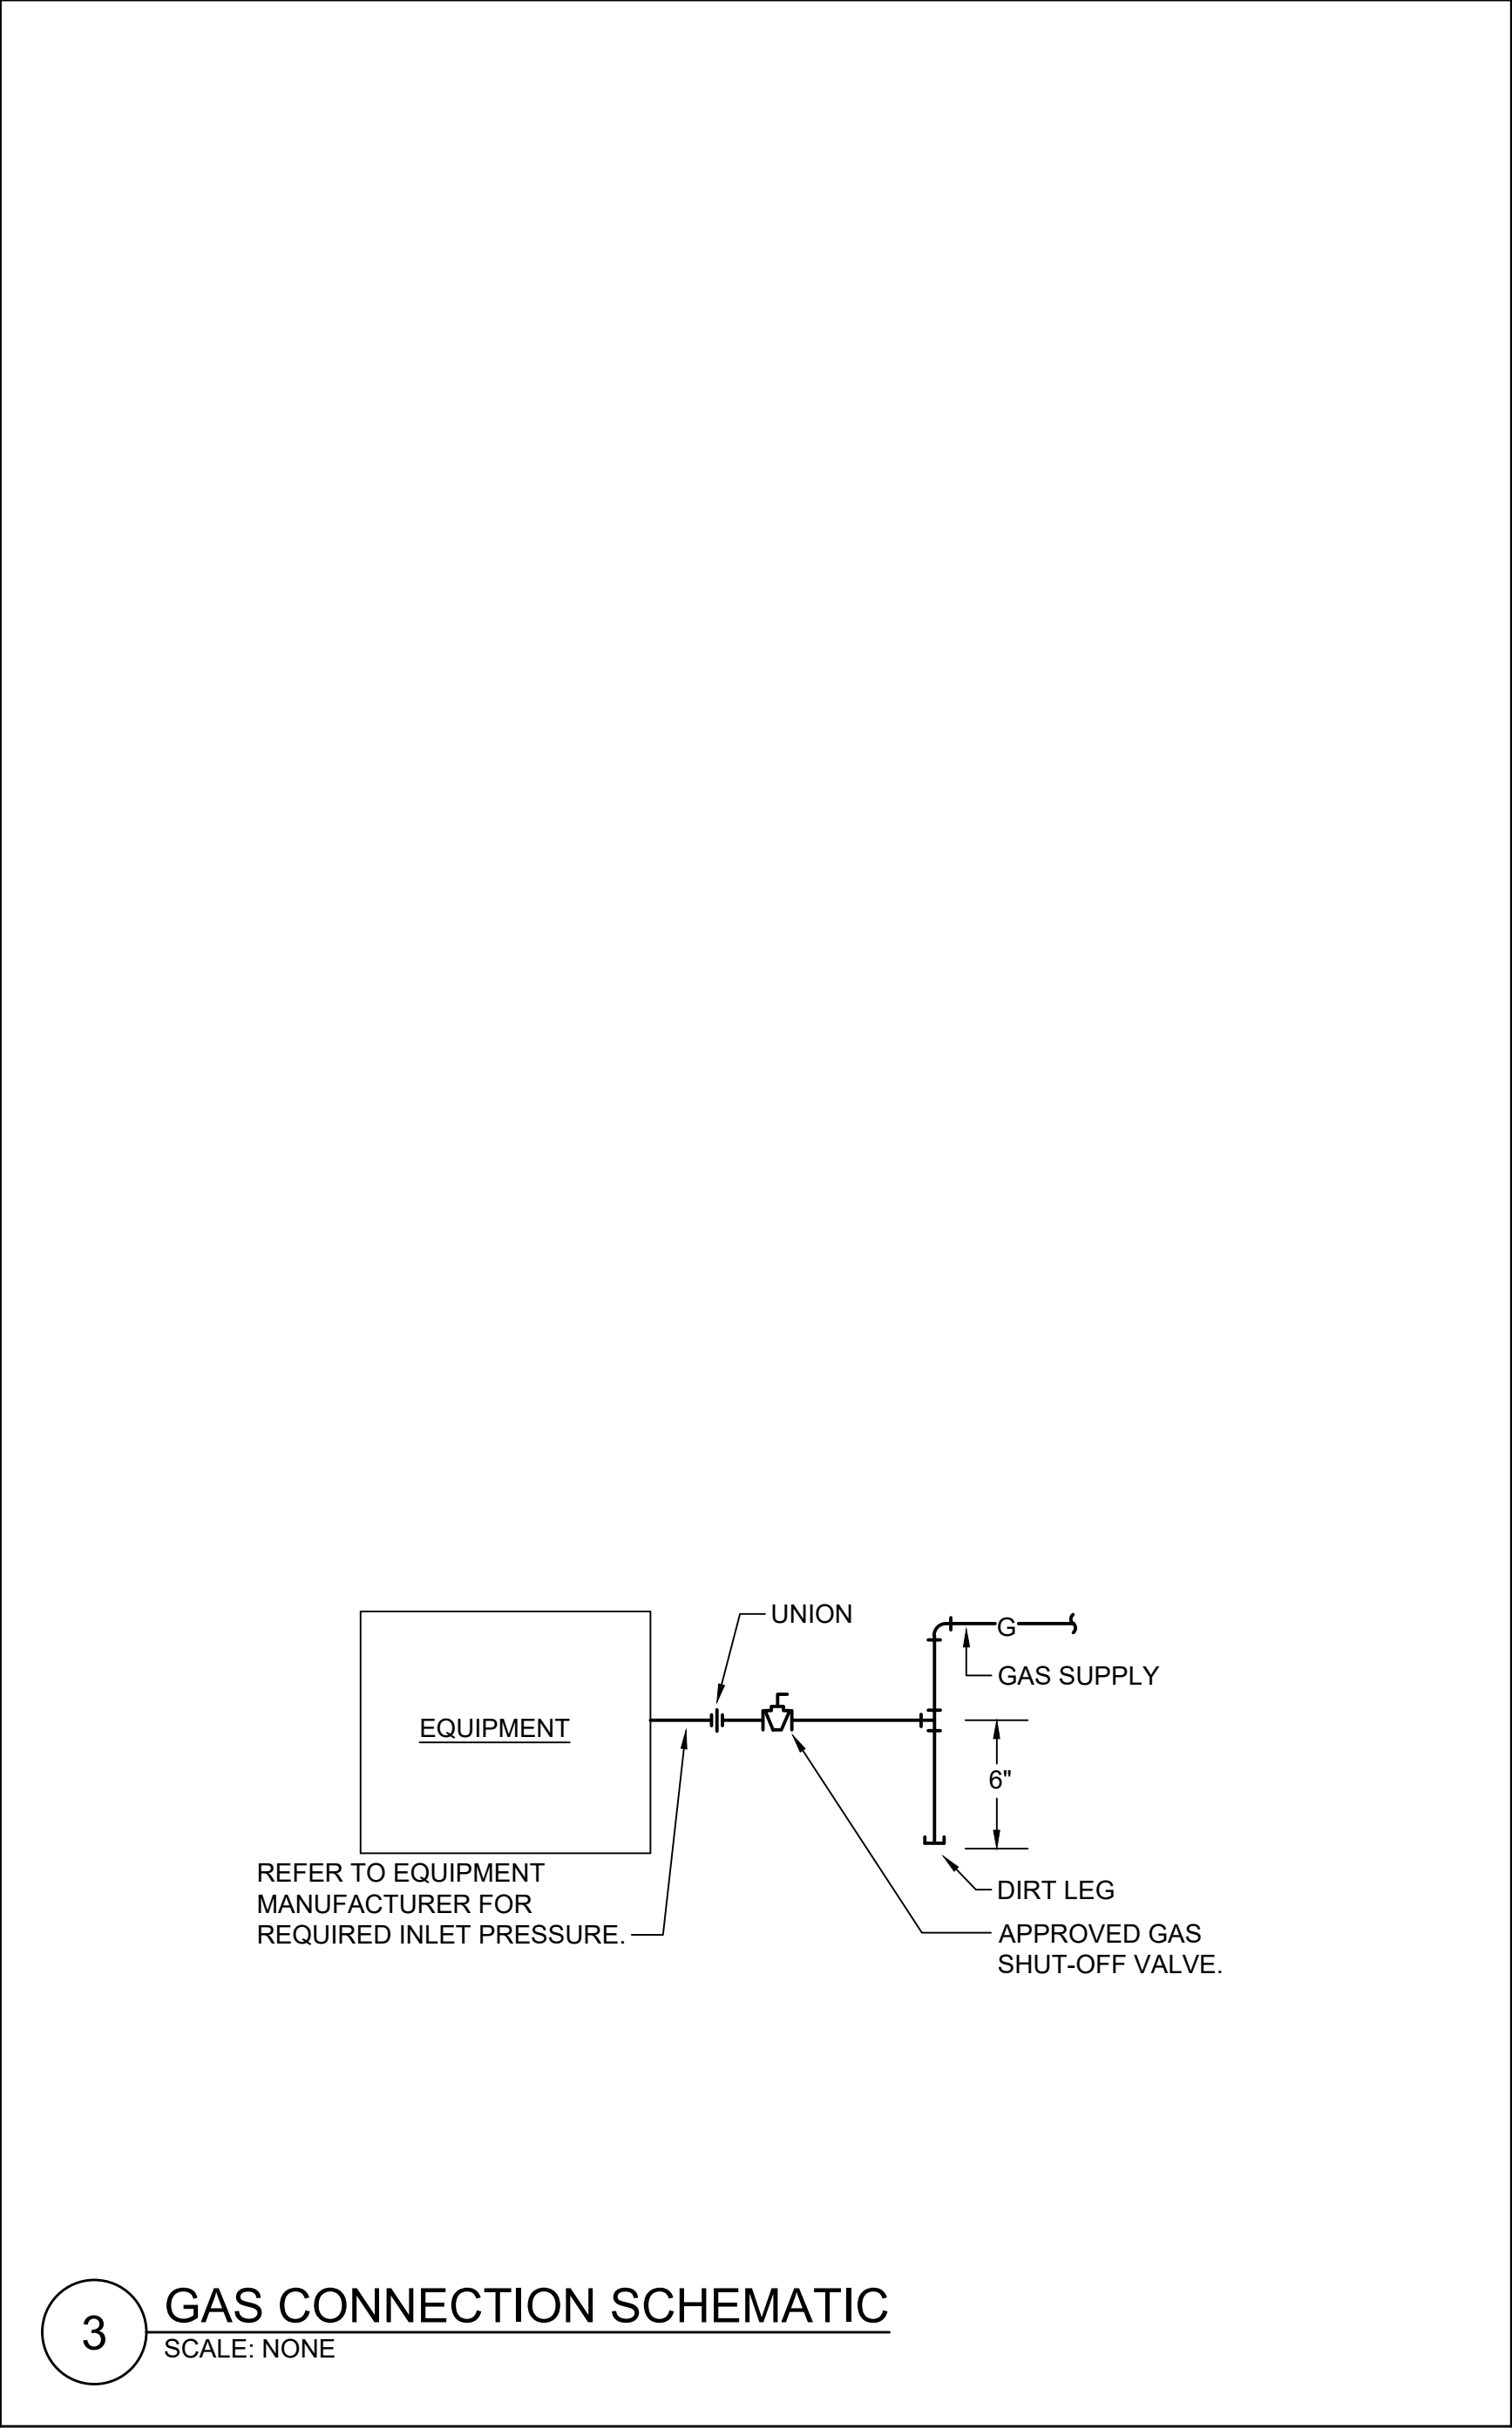 UNION
G
GAS SUPPLY
EQUIPMENT
6"
REFER TO EQUIPMENT
MANUFACTURER FOR
REQUIRED INLET PRESSURE.
DIRT LEG
APPROVED GAS
SHUT-OFF VALVE.
3
GAS CONNECTION SCHEMATIC
SCALE: NONE